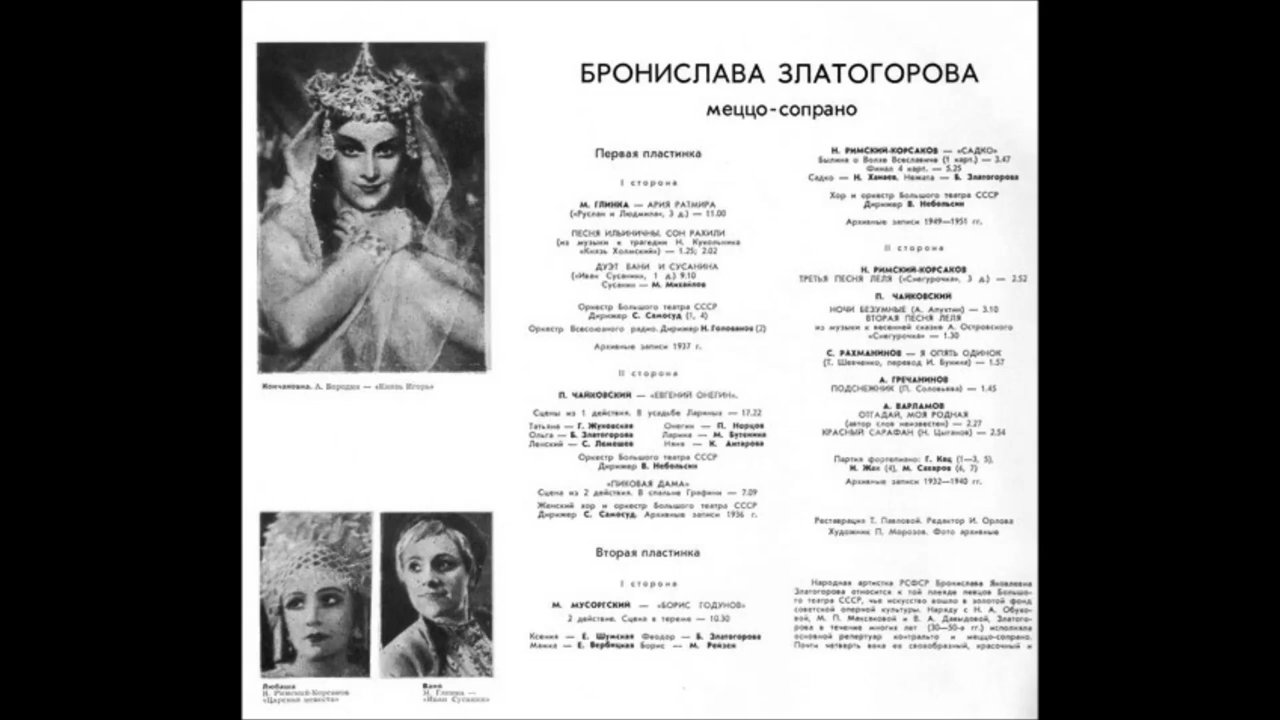 БРОНИСЛАВА ЗЛАТОГОРОВА
меццо-сопрано
Первая пластинка
I сторона
М. ГЛИНКА — АРИЯ РАТМИРА
(«Руслан и Людмила», 3 д.) — 11.00
ПЕСНЯ ИЛЬИНИЧНЫ. СОН РАХИЛИ
(из музыки к трагедии Н. Кукольника
«Князь Холмский») — 1.25; 2.02
ДУЭТ ВАНИ И СУСАНИНА
(«Иван Сусанин», 1 д.) 9.10
Сусанин — М. Михайлов
Оркестр Большого театра СССР
Дирижер С. Самосуд (1, 4)
Оркестр Всесоюзного радио. Дирижер Н. Голованов (2)
Архивные записи 1937 г.
II сторона
П. ЧАЙКОВСКИЙ — «ЕВГЕНИЙ ОНЕГИН».
Сцены из 1 действия. В усадьбе Лариных — 17.22
Татьяна — Г. Жуковская Онегин — П. Норцов
Ольга — Б. Златогорова Ларина — М. Бутенина
Ленский — С. Лемешев Няня — К. Антарова
Оркестр Большого театра СССР
Дирижер В. Небольсин
«ПИКОВАЯ ДАМА»
Сцена из 2 действия. В спальне Графини — 7.09
Женский хор и оркестр Большого театра СССР
Дирижер С. Самосуд. Архивные записи 1936 г.
Вторая пластинка
I сторона
М. МУСОРГСКИЙ — «БОРИС ГОДУНОВ»
2 действие. Сцена в тереме — 10.30
Ксения — Е. Шумская Феодор — Б. Златогорова
Мамка — Е. Вербицкая Борис — М. Рейзен
Н. РИМСКИЙ-КОРСАКОВ — «САДКО»
Былина о Волхе Всеславиче (1 карт.) — 3.47
Финал 4 карт. — 5.25
Садко — Н. Ханаев, Нежата — Б. Златогорова
Хор и оркестр Большого театра СССР
Дирижер В. Небольсин
Архивные записи 1949—1951 гг.
II сторона
Н. РИМСКИЙ-КОРСАКОВ
ТРЕТЬЯ ПЕСНЯ ЛЕЛЯ («Снегурочка», 3 д.) — 2.52
П. ЧАЙКОВСКИЙ
НОЧИ БЕЗУМНЫЕ (А. Апухтин) — 3.10
ВТОРАЯ ПЕСНЯ ЛЕЛЯ
из музыки к весенней сказке А. Островского
«Снегурочка» — 1.30
С. РАХМАНИНОВ — Я ОПЯТЬ ОДИНОК
(Т. Шевченко, перевод И. Бунина) — 1.57
А. ГРЕЧАНИНОВ
ПОДСНЕЖНИК (П. Соловьева) — 1.45
А. ВАРЛАМОВ
ОТГАДАЙ, МОЯ РОДНАЯ
(автор слов неизвестен) — 2.27
КРАСНЫЙ САРАФАН (Н. Цыганов) — 2.54
Партия фортепиано: Г. Кац (1—3, 5),
Н. Жак (4), М. Сахаров (6, 7)
Архивные записи 1932—1940 гг.
Реставрация Т. Павловой. Редактор И. Орлова
Художник П. Морозов. Фото архивные
Народная артистка РСФСР Бронислава Яковлевна
Златогорова относится к той плеяде певцов Большо-
го театра СССР, чье искусство вошло в золотой фонд
советской оперной культуры. Наряду с Н. А. Обухо-
вой, М. П. Максаковой и В. А. Давыдовой, Златого-
рова в течение многих лет (30—50-е гг.) исполняла
основной репертуар контральто и меццо-сопрано.
Почти четверть века ее своеобразный, красочный и
Кончаковна. А. Бородин — «Князь Игорь»
Любаша
Н. Римский-Корсаков
«Царская невеста»
Ваня
М. Глинка —
«Иван Сусанин»